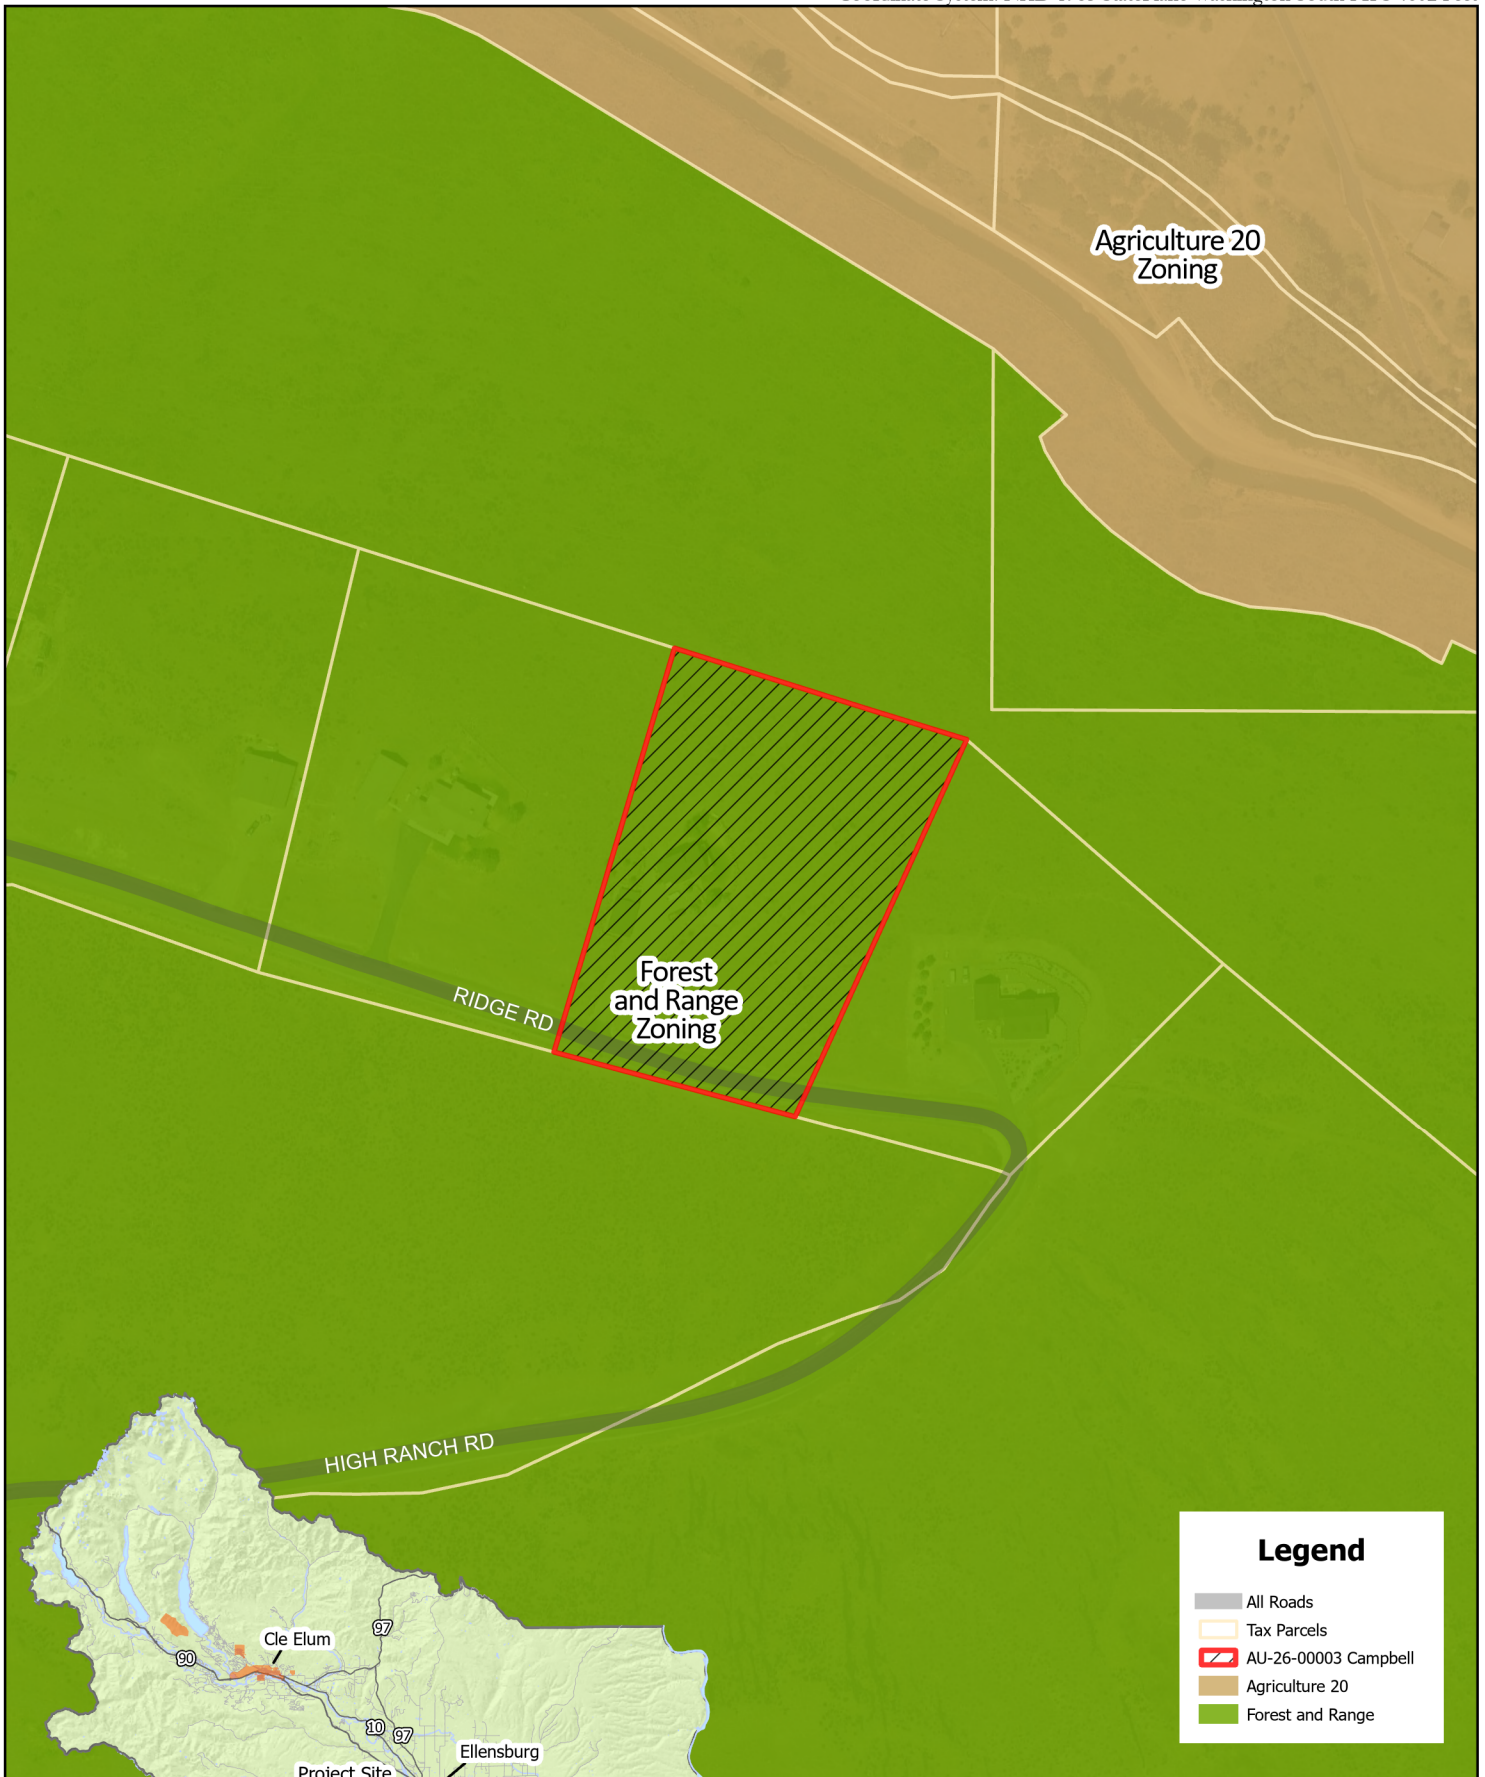 Agriculture 20
Zoning
Forest
and Range
Zoning
RIDGE RD
HIGH RANCH RD
97
Cle Elum
90
10
97
Ellensburg
Project Site
Legend
All Roads
Tax Parcels
AU-26-00003 Campbell
Agriculture 20
Forest and Range